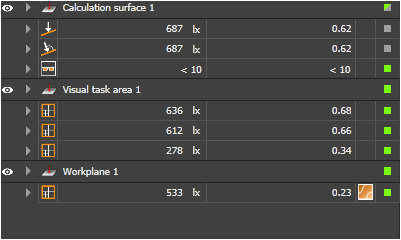 Calculation surface 1
687 lx 0.62
687 lx 0.62
< 10 < 10
Visual task area 1
636 lx 0.68
612 lx 0.66
278 lx 0.34
Workplane 1
533 lx 0.23